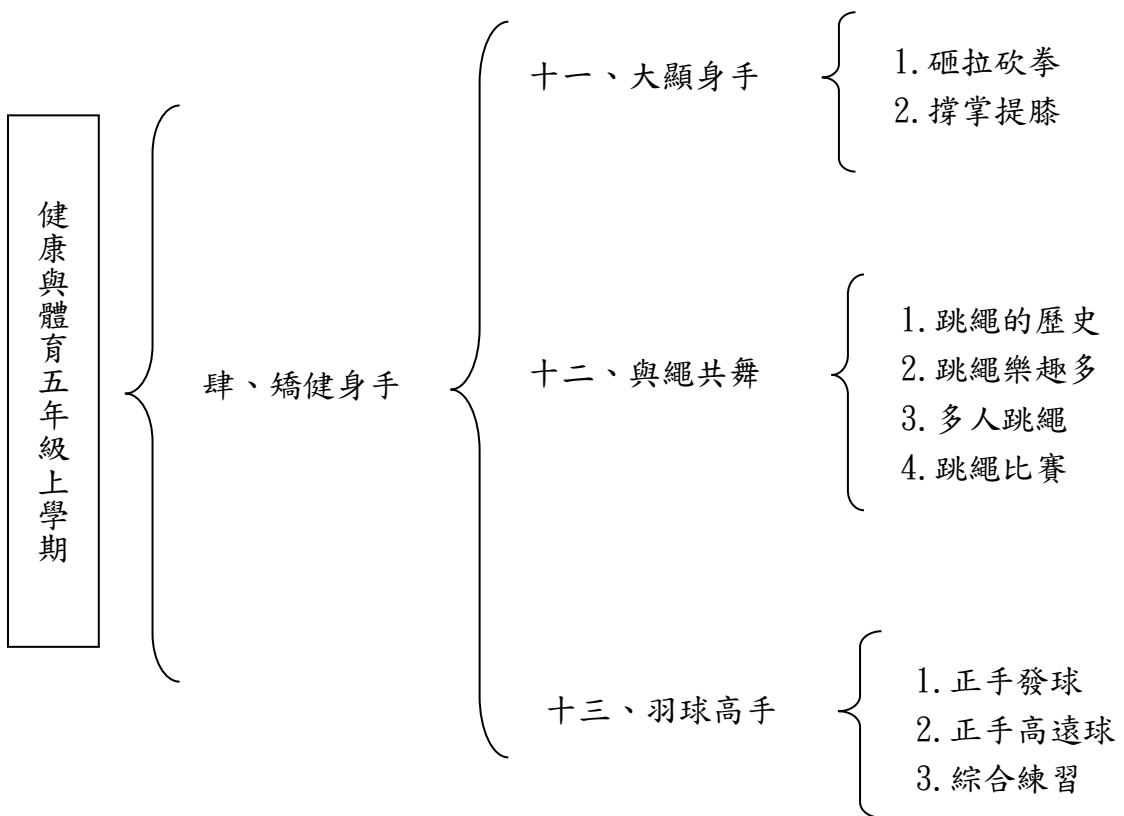 健康與體育五年級上學期
肆、矯健身手
十一、大顯身手
1.砸拉砍拳
2.撐掌提膝
十二、與繩共舞
1.跳繩的歷史
2.跳繩樂趣多
3.多人跳繩
4.跳繩比賽
十三、羽球高手
1.正手發球
2.正手高遠球
3.綜合練習